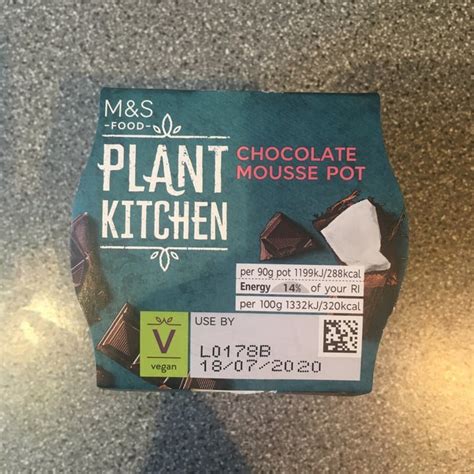 M&S
FOOD
PLANT
KITCHEN
CHOCOLATE
MOUSSE POT
per 90g pot 1199kJ/288kcal
Energy 14% of your RI
per 100g 1332kJ/320kcal
V
vegan
USE BY
L0178B
18/07/2020